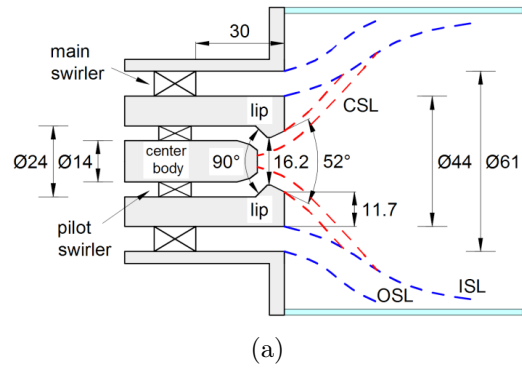 30
main
swirler
lip
CSL
Ø24
Ø14
center
body
90°
16.2
52°
Ø44
Ø61
11.7
pilot
swirler
lip
OSL
ISL
(a)